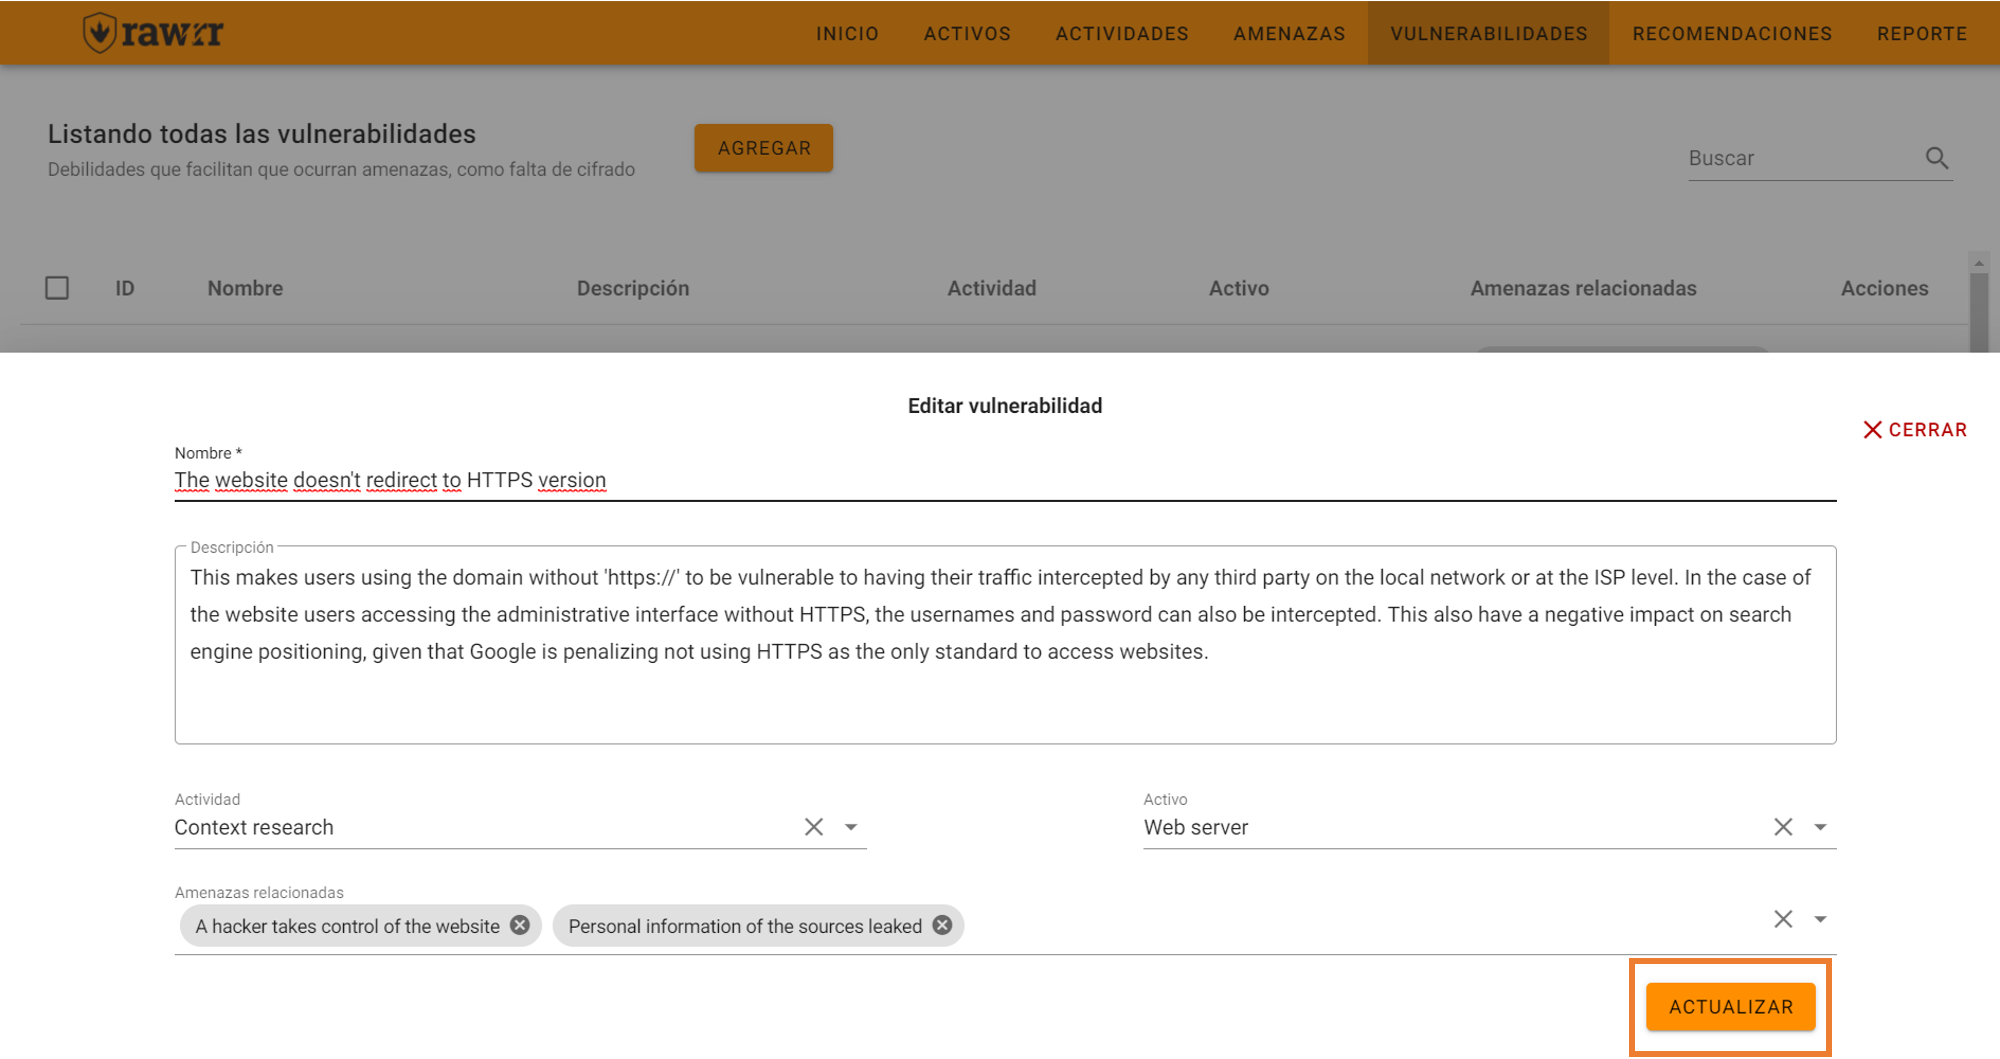 rawrr
INICIO ACTIVOS ACTIVIDADES AMENAZAS VULNERABILIDADES RECOMENDACIONES REPORTE
Listando todas las vulnerabilidades
Debilidades que facilitan que ocurran amenazas, como falta de cifrado
AGREGAR
Buscar
ID Nombre Descripción Actividad Activo Amenazas relacionadas Acciones
Editar vulnerabilidad
CERRAR
Nombre *
The website doesn't redirect to HTTPS version
Descripción
This makes users using the domain without 'https://' to be vulnerable to having their traffic intercepted by any third party on the local network or at the ISP level. In the case of
the website users accessing the administrative interface without HTTPS, the usernames and password can also be intercepted. This also have a negative impact on search
engine positioning, given that Google is penalizing not using HTTPS as the only standard to access websites.
Actividad
Context research
Activo
Web server
Amenazas relacionadas
A hacker takes control of the website
Personal information of the sources leaked
ACTUALIZAR